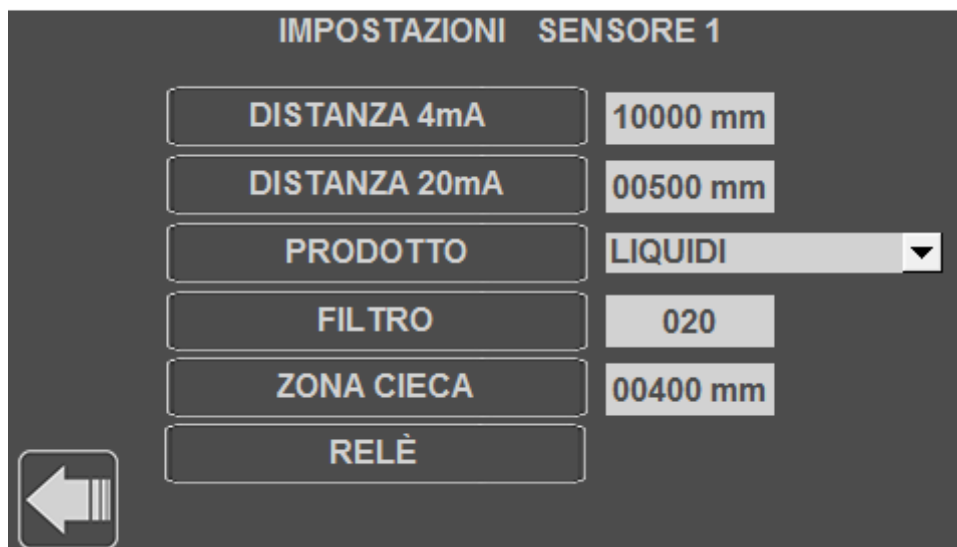 IMPOSTAZIONI SENSORE 1
DISTANZA 4mA 10000 mm
DISTANZA 20mA 00500 mm
PRODOTTO LIQUIDI
FILTRO 020
ZONA CIECA 00400 mm
RELÈ